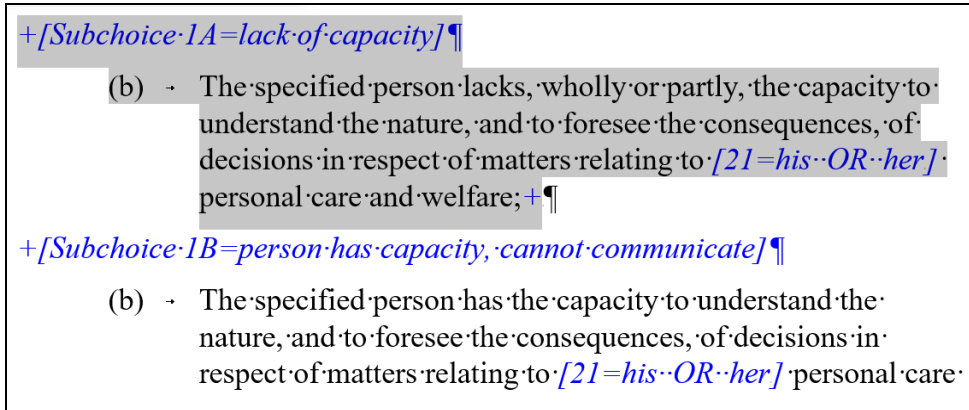 +[Subchoice·1A=lack·of·capacity]¶
(b) → The·specified·person·lacks,·wholly·or·partly,·the·capacity·to·
understand·the·nature,·and·to·foresee·the·consequences,·of·
decisions·in·respect·of·matters·relating·to·[21=his··OR··her]·
personal·care·and·welfare;+¶
+[Subchoice·1B=person·has·capacity,·cannot·communicate]¶
(b) → The·specified·person·has·the·capacity·to·understand·the·
nature,·and·to·foresee·the·consequences,·of·decisions·in·
respect·of·matters·relating·to·[21=his··OR··her]·personal·care·